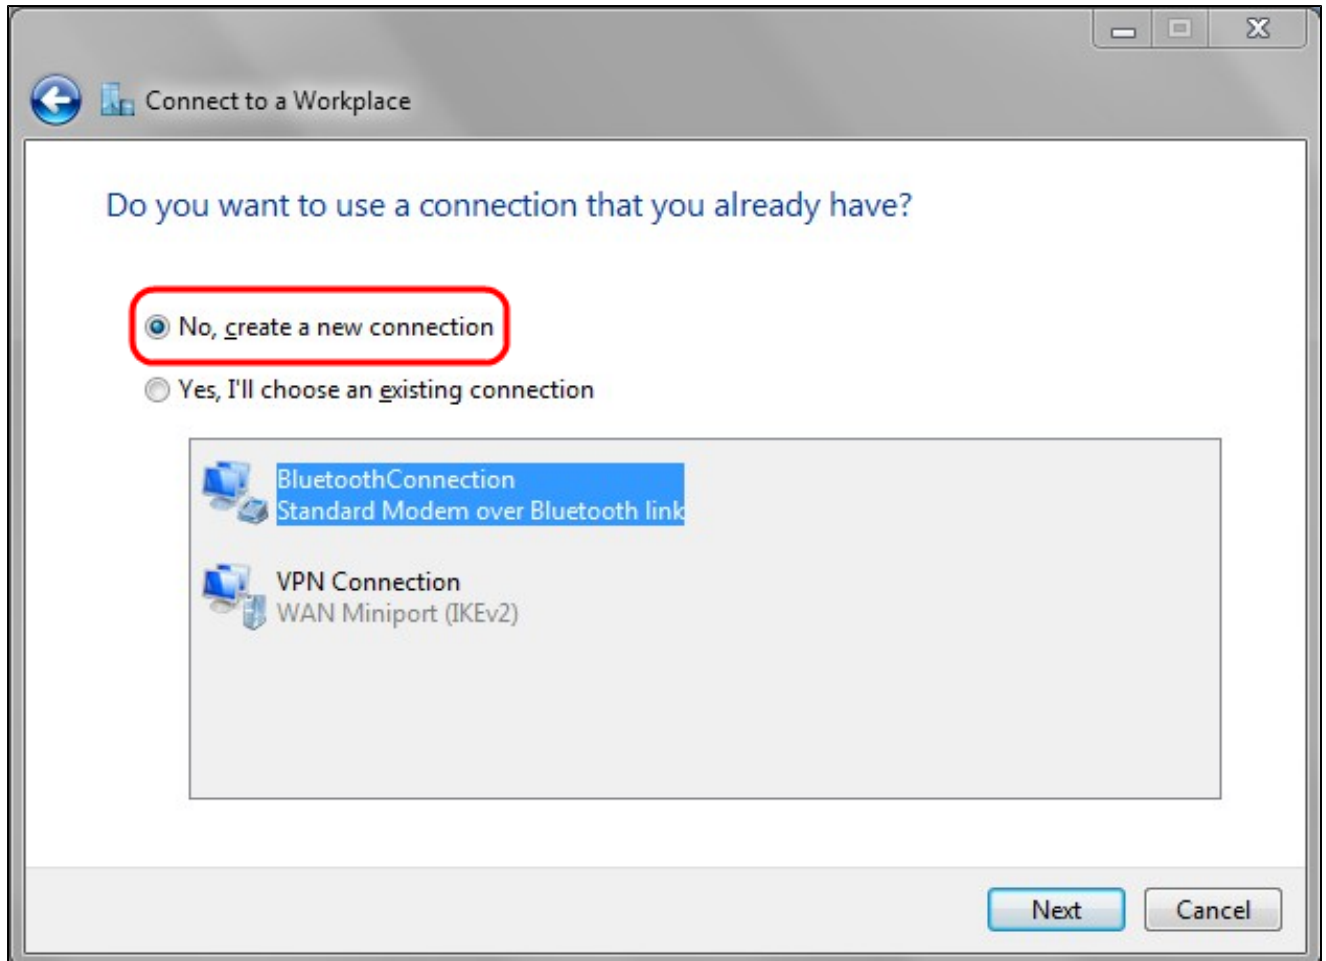 Connect to a Workplace
Do you want to use a connection that you already have?
No, create a new connection
Yes, I'll choose an existing connection
BluetoothConnection
Standard Modem over Bluetooth link
VPN Connection
WAN Miniport (IKEv2)
Next Cancel